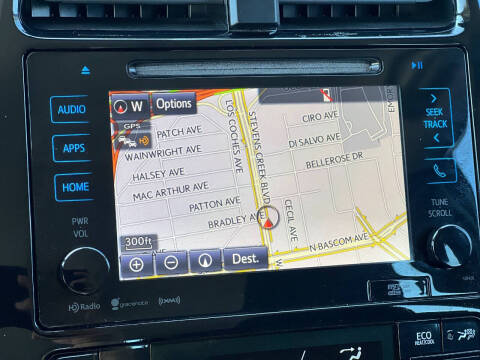 W
Options
GPS
PATCH AVE
WAINWRIGHT AVE
HALSEY AVE
MAC ARTHUR AVE
PATTON AVE
BRADLEY AVE
LOS COCHES AVE
STEVENS CREEK BLVD
CIRO AVE
DI SALVO AVE
BELLEROSE DR
CECIL AVE
N BASCOM AVE
W
300ft
Dest.
AUDIO
APPS
HOME
PWR
VOL
HD Radio
gracenote
SEEK
TRACK
TUNE
SCROLL
ECO
HEAT/COOL